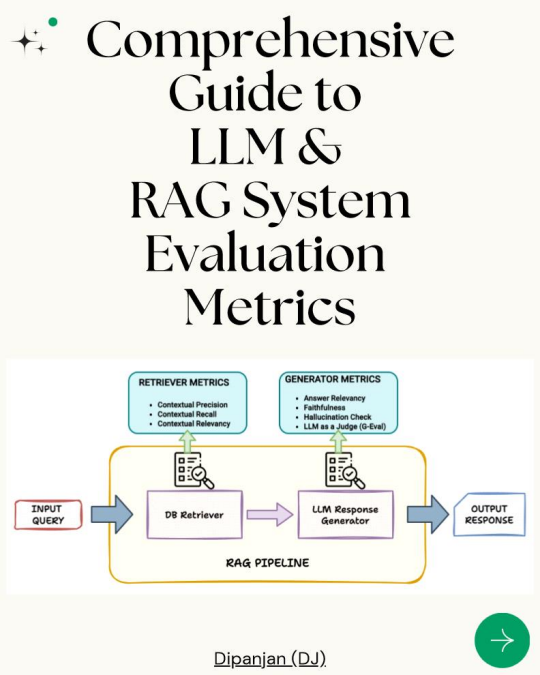 Comprehensive
Guide to
LLM &
RAG System
Evaluation
Metrics
RETRIEVER METRICS
• Contextual Precision
• Contextual Recall
• Contextual Relevancy
GENERATOR METRICS
• Answer Relevancy
• Faithfulness
• Hallucination Check
• LLM as a Judge (G-Eval)
INPUT
QUERY
DB Retriever
LLM Response
Generator
OUTPUT
RESPONSE
RAG PIPELINE
Dipanjan (DJ)